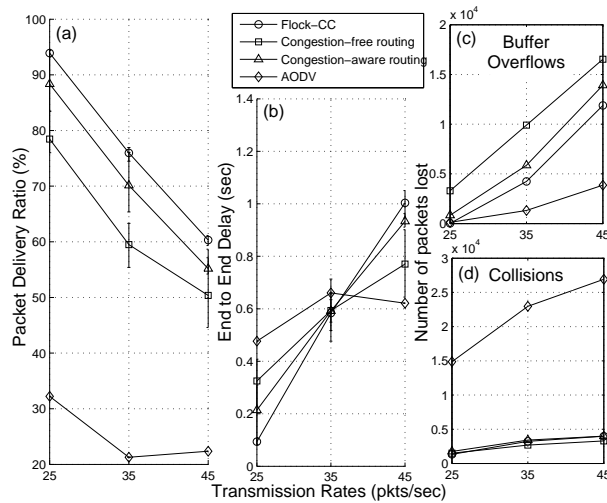 Flock−CC
Congestion−free routing
Congestion−aware routing
AODV
(a)
100
90
80
70
60
50
40
30
20
25
35
45
Packet Delivery Ratio (%)
(b)
1.4
1.2
1
0.8
0.6
0.4
0.2
0
25
35
45
End to End Delay (sec)
Transmission Rates (pkts/sec)
(c)
Buffer
Overflows
2 x 10^4
1.5
1
0.5
0
25
35
45
Number of packets lost
(d)
Collisions
3 x 10^4
2.5
2
1.5
1
0.5
0
25
35
45